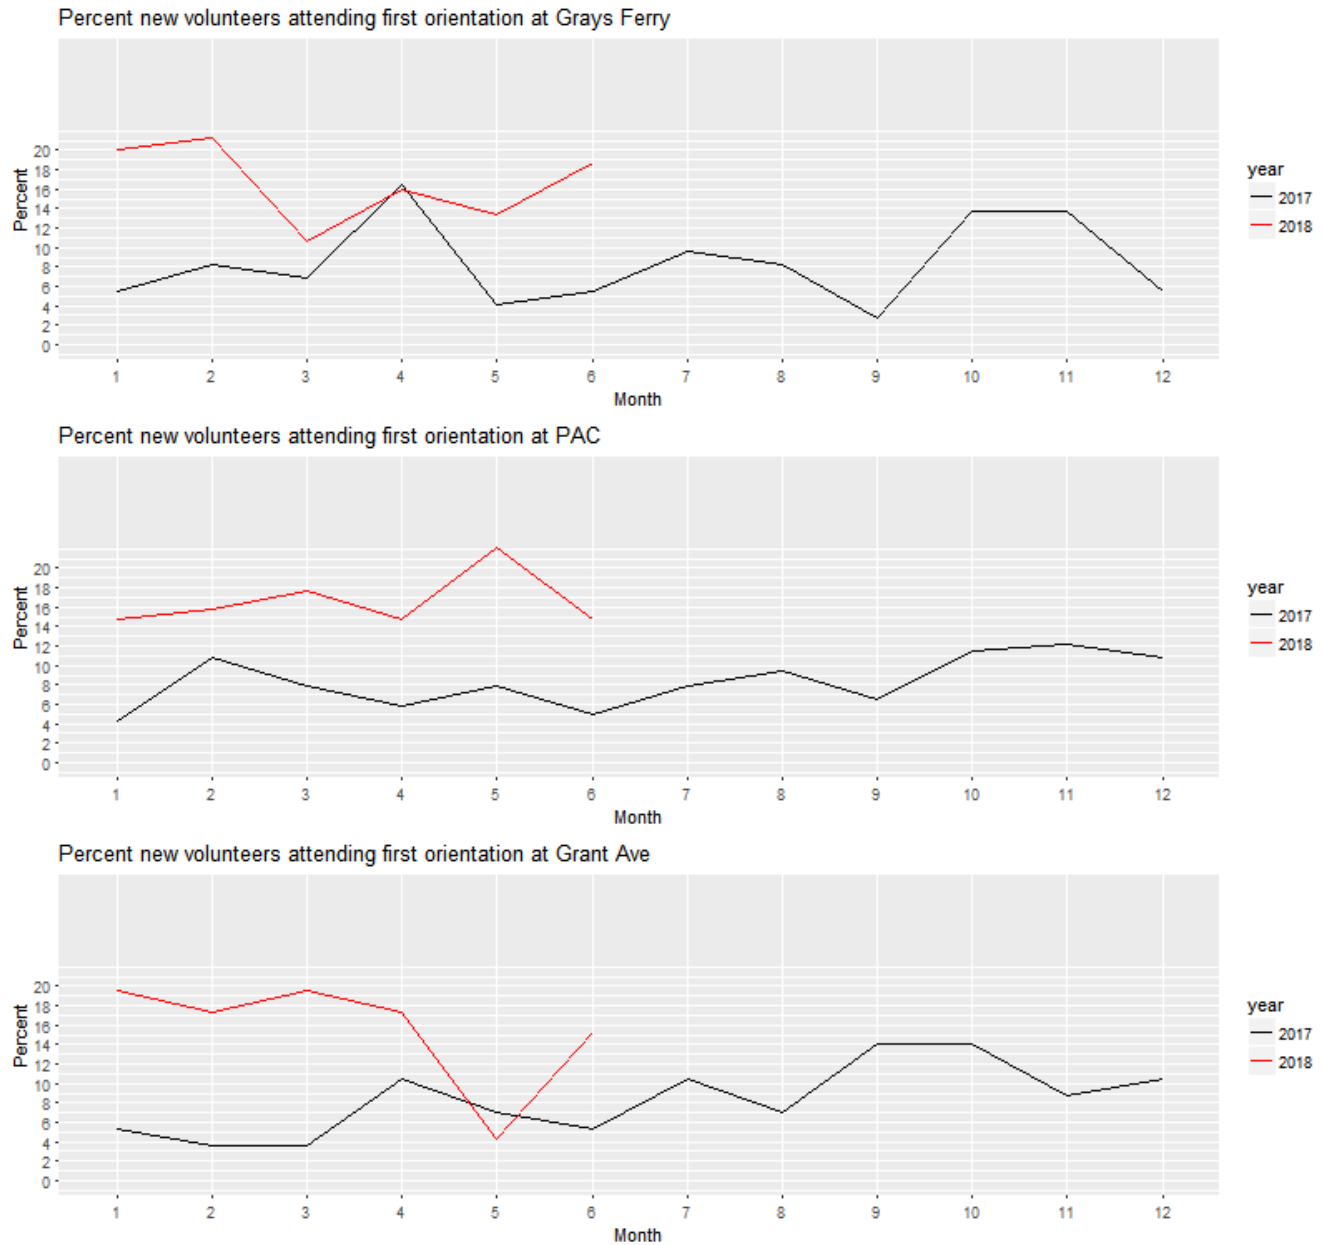 Percent new volunteers attending first orientation at Grays Ferry
20
18
16
14
12
10
8
6
4
2
0
Percent
1 2 3 4 5 6 7 8 9 10 11 12
Month
year
2017
2018
Percent new volunteers attending first orientation at PAC
20
18
16
14
12
10
8
6
4
2
0
Percent
1 2 3 4 5 6 7 8 9 10 11 12
Month
year
2017
2018
Percent new volunteers attending first orientation at Grant Ave
20
18
16
14
12
10
8
6
4
2
0
Percent
1 2 3 4 5 6 7 8 9 10 11 12
Month
year
2017
2018